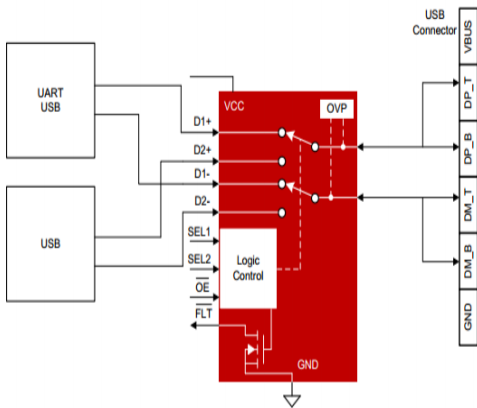 USB
Connector
UART
USB
USB
VCC
OVP
D1+
D2+
D1-
D2-
SEL1
SEL2
OE
FLT
Logic
Control
GND
VBUS
DP_T
DP_B
DM_T
DM_B
GND